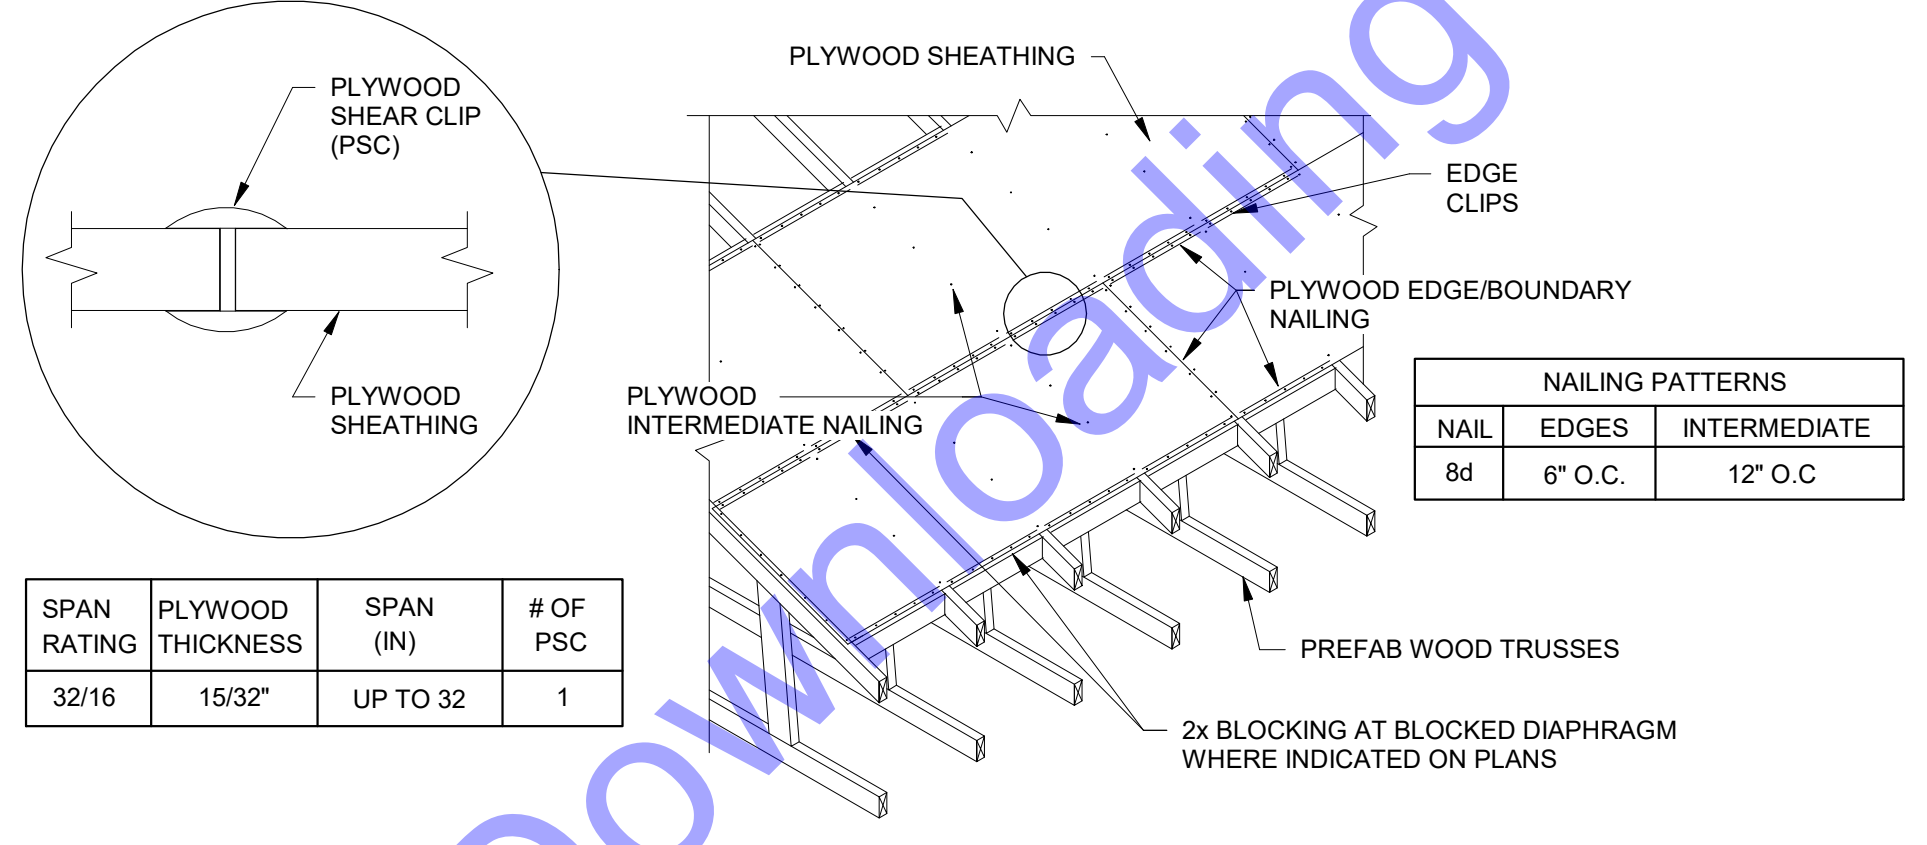 PLYWOOD
SHEAR CLIP
(PSC)
PLYWOOD
SHEATHING
PLYWOOD SHEATHING
EDGE
CLIPS
PLYWOOD EDGE/BOUNDARY
NAILING
PLYWOOD
INTERMEDIATE NAILING
NAILING PATTERNS
NAIL EDGES INTERMEDIATE
8d 6" O.C. 12" O.C
SPAN PLYWOOD SPAN # OF
RATING THICKNESS (IN) PSC
32/16 15/32" UP TO 32 1
PREFAB WOOD TRUSSES
2x BLOCKING AT BLOCKED DIAPHRAGM
WHERE INDICATED ON PLANS
Downloading